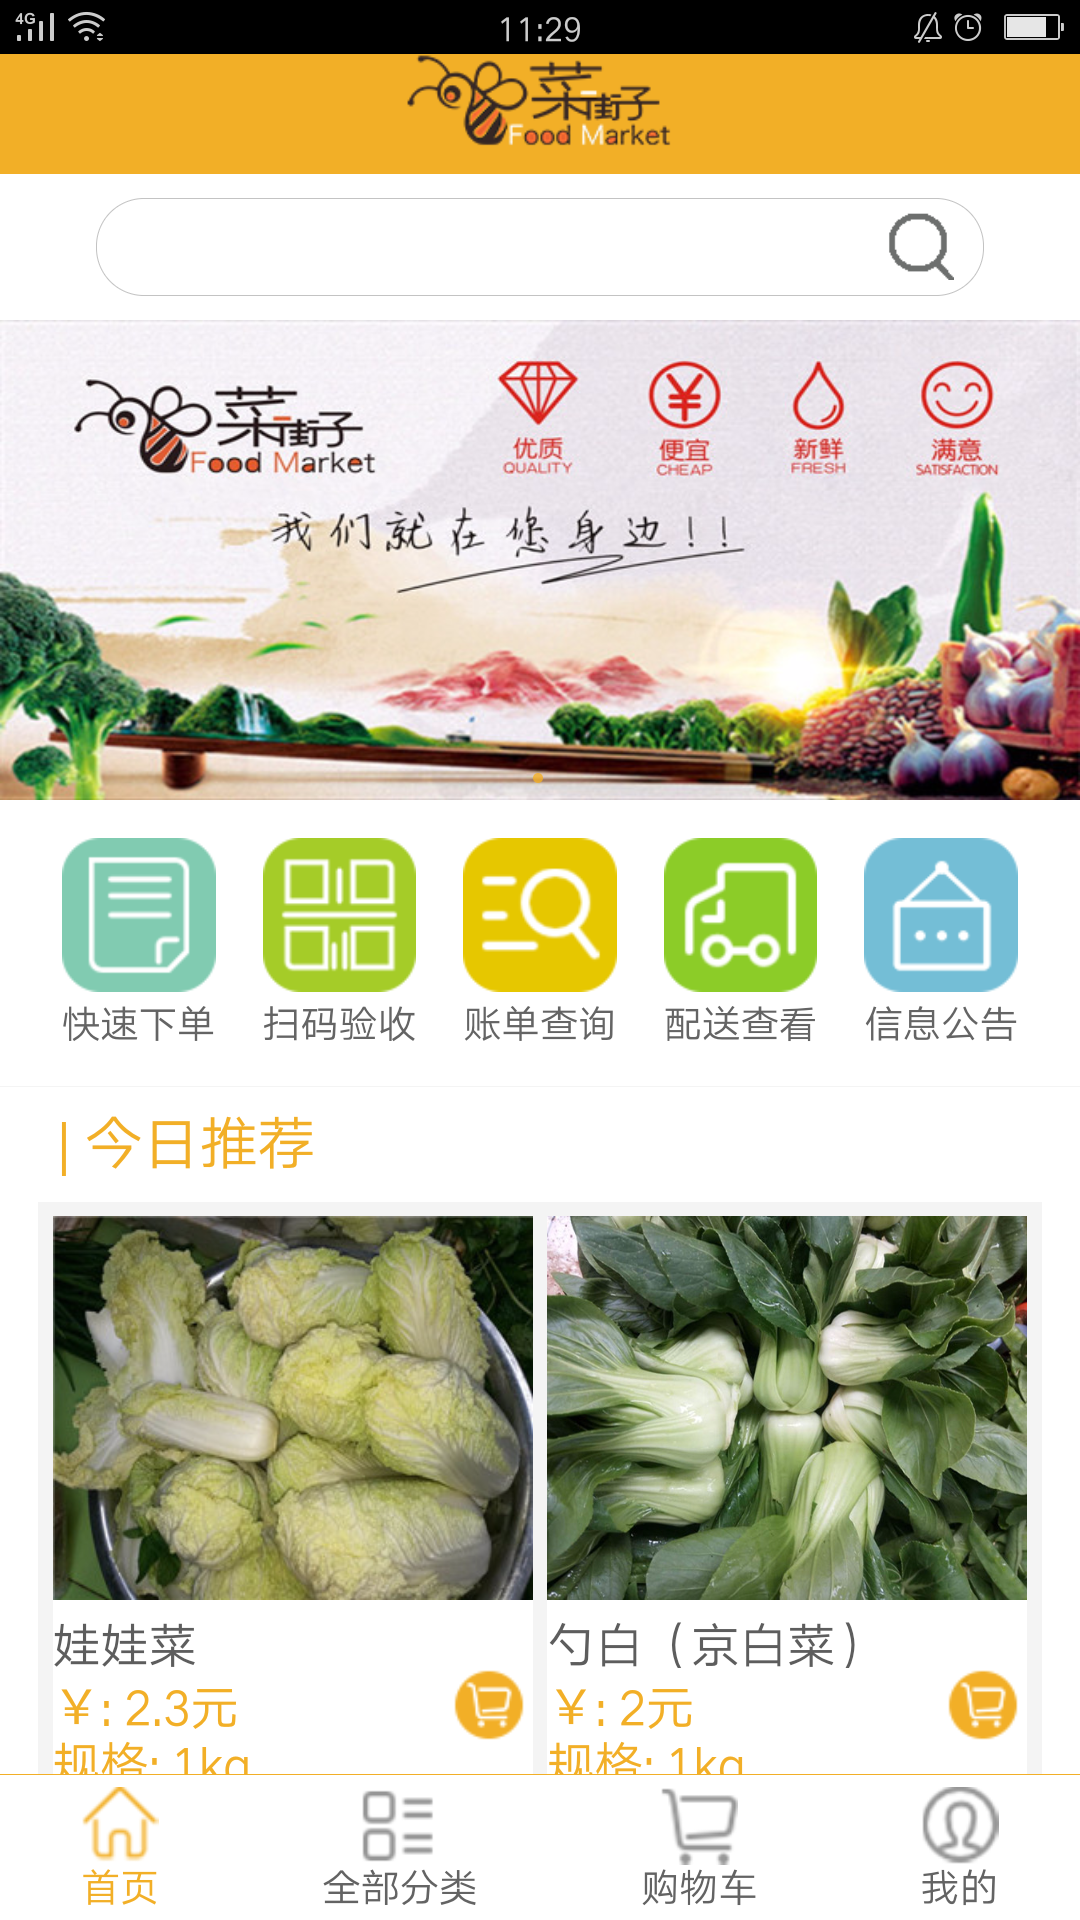 4G
11:29
菜街子
Food Market
菜街子
Food Market
优质
QUALITY
便宜
CHEAP
新鲜
FRESH
满意
SATISFACTION
我们就在您身边!!
快速下单
扫码验收
账单查询
配送查看
信息公告
今日推荐
娃娃菜
¥: 2.3元
规格: 1kg
勺白（京白菜）
¥: 2元
规格: 1kg
首页
全部分类
购物车
我的